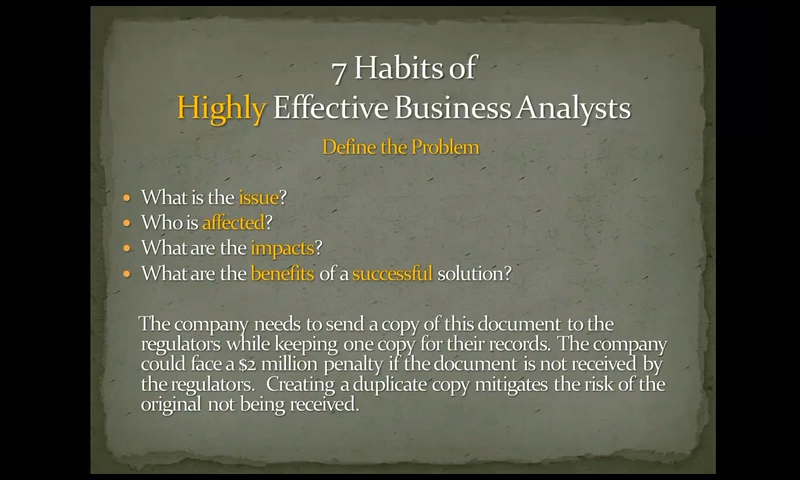 7 Habits of
Highly Effective Business Analysts
Define the Problem
• What is the issue?
• Who is affected?
• What are the impacts?
• What are the benefits of a successful solution?
The company needs to send a copy of this document to the
regulators while keeping one copy for their records. The company
could face a $2 million penalty if the document is not received by
the regulators. Creating a duplicate copy mitigates the risk of the
original not being received.